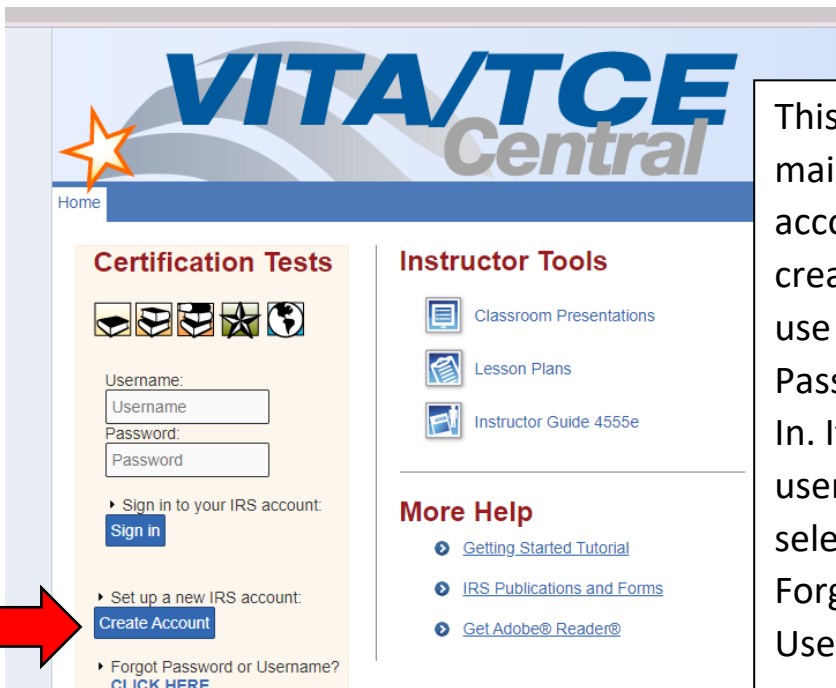 VITA/TCE
Central
Home
Certification Tests
Username:
Username
Password:
Password
Sign in to your IRS account:
Sign in
Set up a new IRS account:
Create Account
Forgot Password or Username?
CLICK HERE
Instructor Tools
Classroom Presentations
Lesson Plans
Instructor Guide 4555e
More Help
Getting Started Tutorial
IRS Publications and Forms
Get Adobe® Reader®
This
mai
acco
crea
use
Pass
In. I
user
sele
Forg
Use